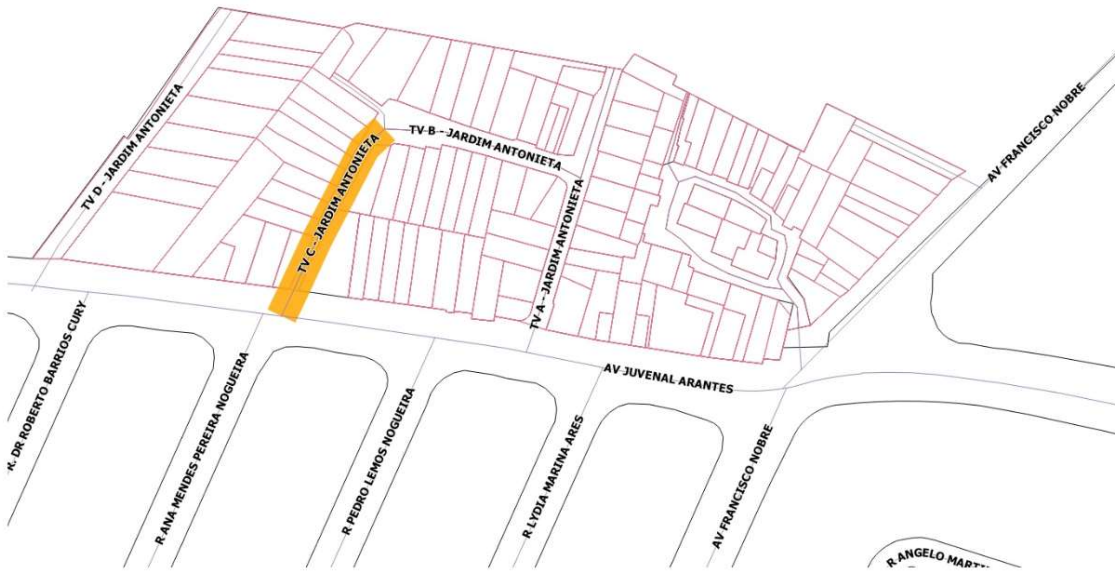 TV D - JARDIM ANTONIETA
TV C - JARDIM ANTONIETA
TV B - JARDIM ANTONIETA
TV A - JARDIM ANTONIETA
AV FRANCISCO NOBRE
R. DR ROBERTO BARRIOS CURY
R ANA MENDES PEREIRA NOGUEIRA
R PEDRO LEMOS NOGUEIRA
AV JUVENAL ARANTES
R LYDIA MARINA ARES
AV FRANCISCO NOBRE
R ANGELO